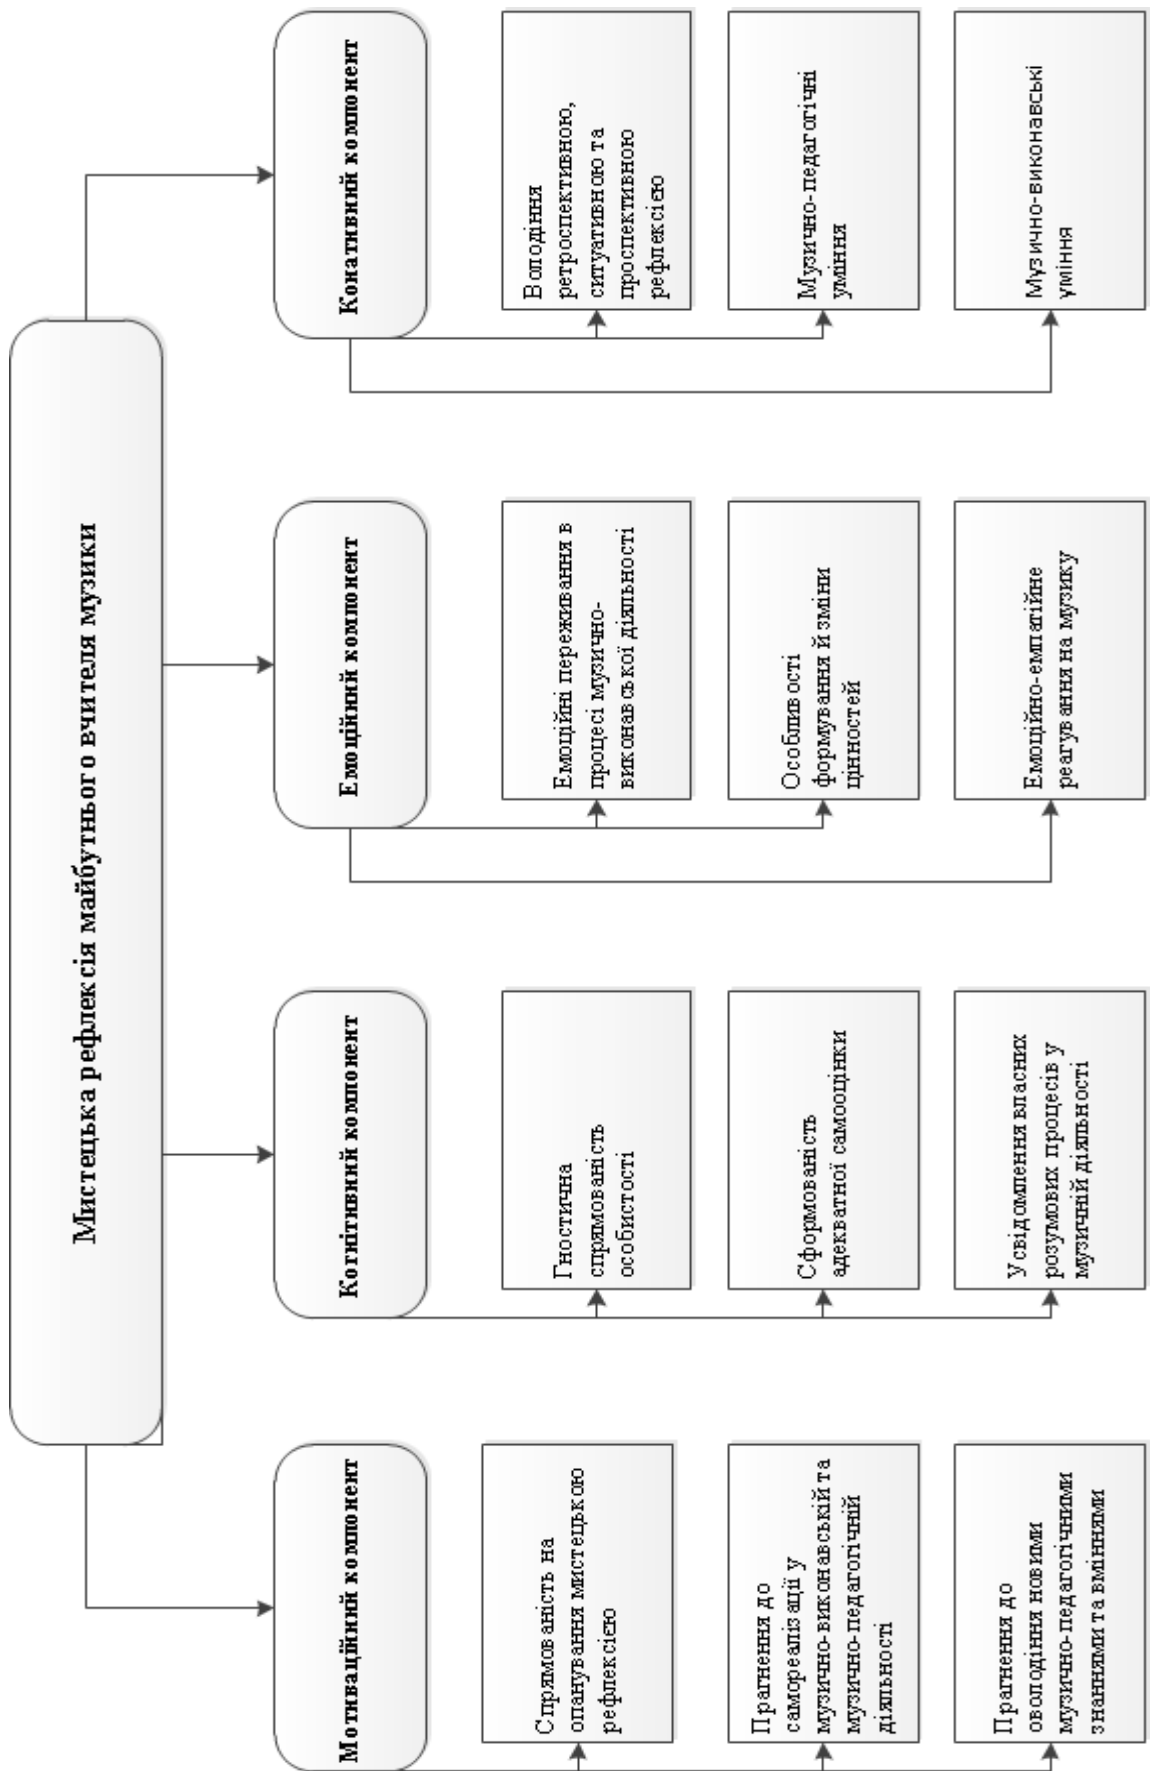 Мистецька рефлексія майбутнього вчителя музики
Мотиваційний компонент
Спрямованість на
опанування мистецькою
рефлексією
Прагнення до
самореалізації у
музично-виконавській та
музично-педагогічній
діяльності
Прагнення до
оволодіння новими
музично-педагогічними
знаннями та вміннями
Когнітивний компонент
Гностична
спрямованість
особистості
Сформованість
адекватної самооцінки
Усвідомлення власних
розумових процесів у
музичній діяльності
Емоційний компонент
Емоційні переживання в
процесі музично-
виконавської діяльності
Особливості
формування й зміни
цінностей
Емоційно-емпатійне
реагування на музику
Конативний компонент
Володіння
ретроспективною,
ситуативною та
проспективною
рефлексією
Музично-педагогічні
уміння
Музично-виконавські
уміння